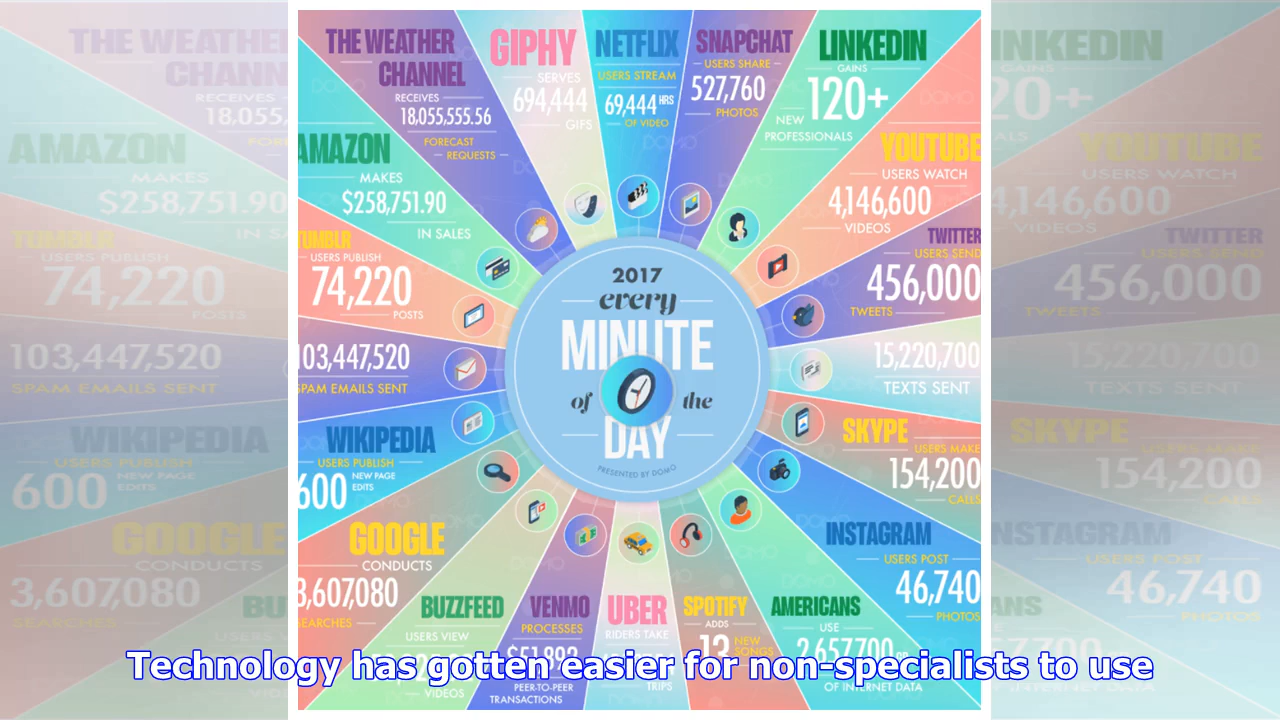 THE WEATHER
CHANNEL
RECEIVES
18,055,555.56
FORECAST
REQUESTS
GIPHY
SERVES
694,444
GIFS
NETFLIX
USERS STREAM
69,444 HRS
OF VIDEO
SNAPCHAT
USERS SHARE
527,760
PHOTOS
LINKEDIN
GAINS
120+
NEW
PROFESSIONALS
AMAZON
MAKES
$258,751.90
IN SALES
YOUTUBE
USERS WATCH
4,146,600
VIDEOS
TUMBLR
USERS PUBLISH
74,220
POSTS
TWITTER
USERS SEND
456,000
TWEETS
103,447,520
SPAM EMAILS SENT
15,220,700
TEXTS SENT
WIKIPEDIA
USERS PUBLISH
600 NEW PAGE
EDITS
SKYPE
USERS MAKE
154,200
CALLS
GOOGLE
CONDUCTS
3,607,080
SEARCHES
INSTAGRAM
USERS POST
46,740
PHOTOS
BUZZFEED
USERS VIEW
VIDEOS
VENMO
PROCESSES
$51,892
PEER-TO-PEER
TRANSACTIONS
UBER
RIDERS TAKE
TRIPS
SPOTIFY
ADDS
13 NEW
SONGS
AMERICANS
USE
2,657,700
OF INTERNET DATA
2017
every
MINUTE
of the
DAY
PRESENTED BY DOMO
Technology has gotten easier for non-specialists to use